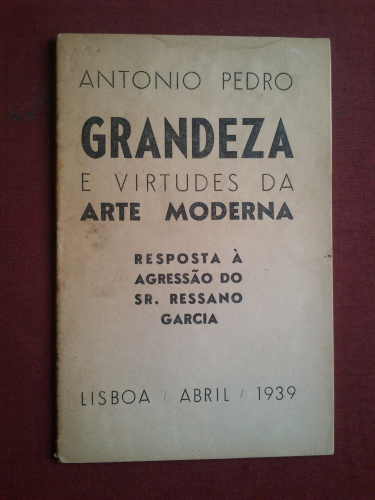 ANTONIO PEDRO
GRANDEZA
E VIRTUDES DA
ARTE MODERNA
RESPOSTA À
AGRESSÃO DO
SR. RESSANO
GARCIA
LISBOA / ABRIL / 1939